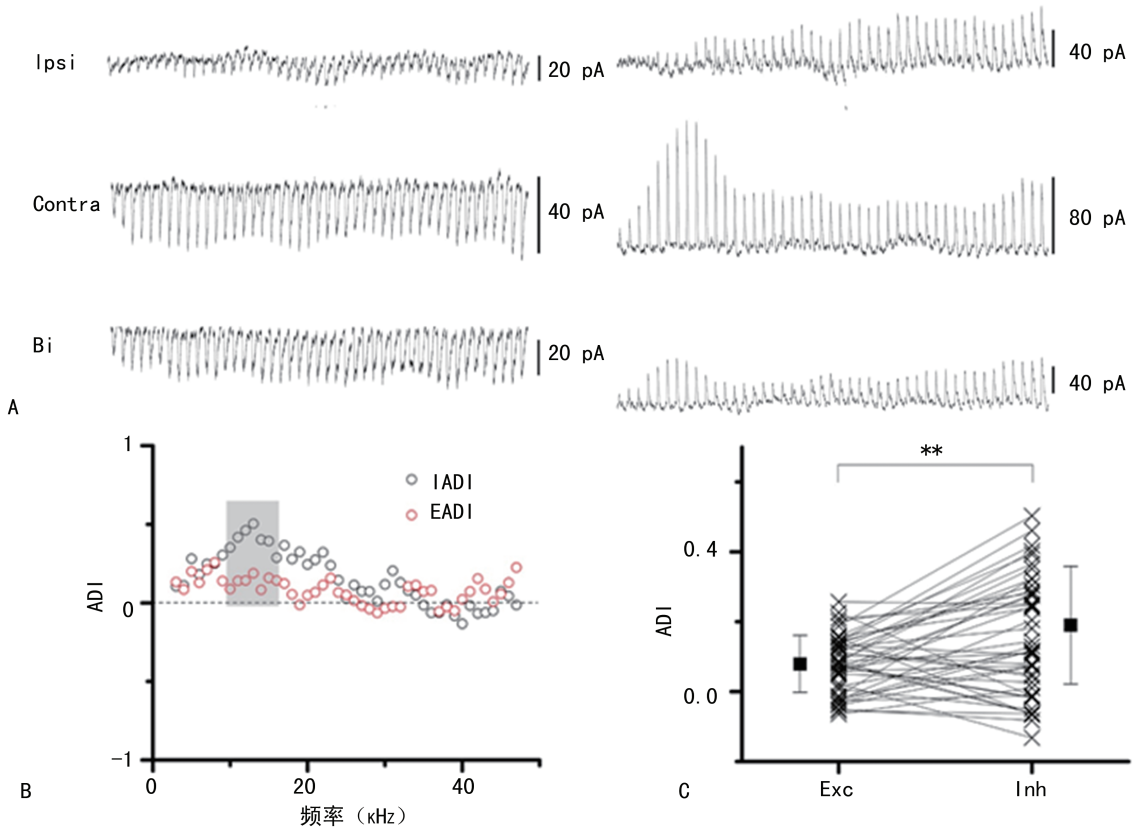 Ipsi
20 pA
40 pA
Contra
40 pA
80 pA
Bi
20 pA
40 pA
A
1
0
-1
ADI
IADI
EADI
0
20
40
频率（κHz）
B
**
0.4
0.0
ADI
Exc
Inh
C